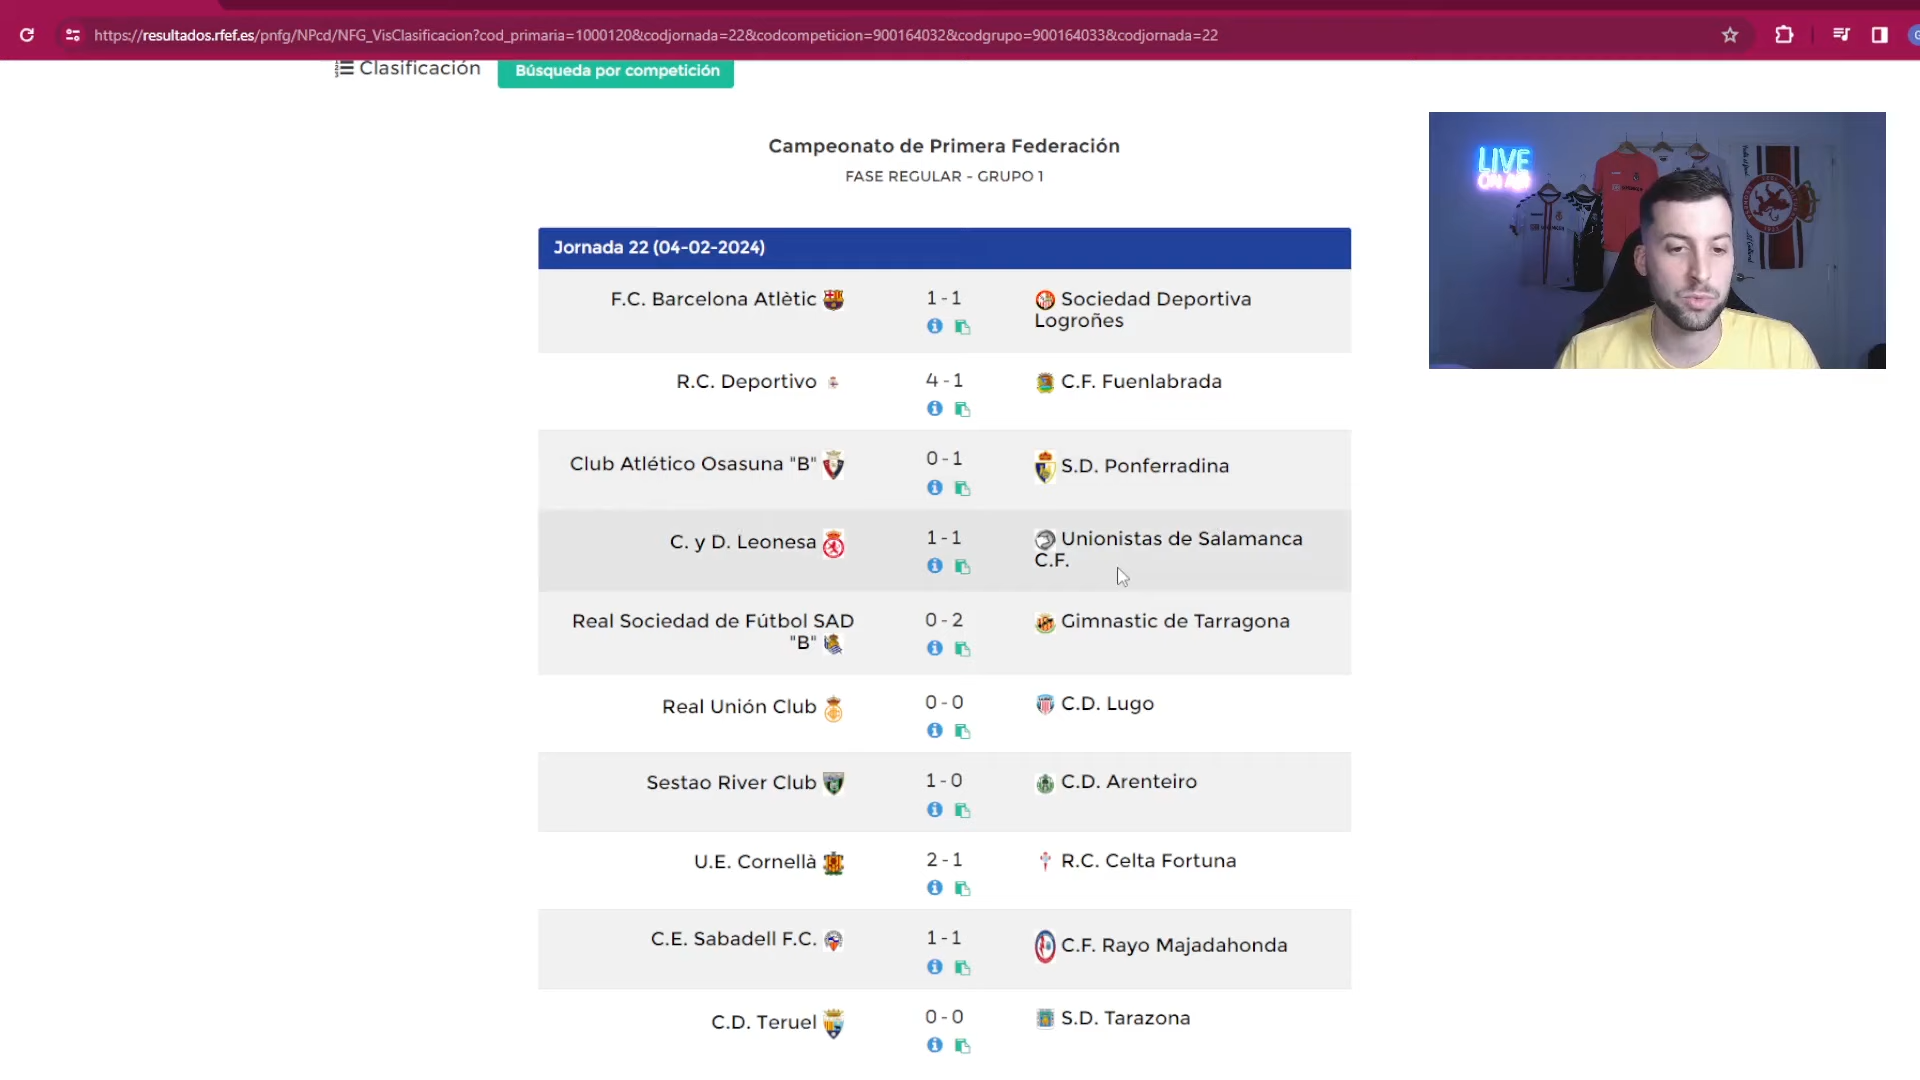 https://resultados.rfef.es/pnfg/NPcd/NFG_VisClasificacion?cod_primaria=1000120&codjornada=22&codcompeticion=900164032&codgrupo=900164033&codjornada=22
Clasificación
Búsqueda por competición
Campeonato de Primera Federación
FASE REGULAR - GRUPO 1
LIVE
ON AIR
Jornada 22 (04-02-2024)
F.C. Barcelona Atlètic 1 - 1 Sociedad Deportiva
Logroñes
R.C. Deportivo 4 - 1 C.F. Fuenlabrada
Club Atlético Osasuna "B" 0 - 1 S.D. Ponferradina
C. y D. Leonesa 1 - 1 Unionistas de Salamanca
C.F.
Real Sociedad de Fútbol SAD 0 - 2 Gimnastic de Tarragona
"B"
Real Unión Club 0 - 0 C.D. Lugo
Sestao River Club 1 - 0 C.D. Arenteiro
U.E. Cornellà 2 - 1 R.C. Celta Fortuna
C.E. Sabadell F.C. 1 - 1 C.F. Rayo Majadahonda
C.D. Teruel 0 - 0 S.D. Tarazona